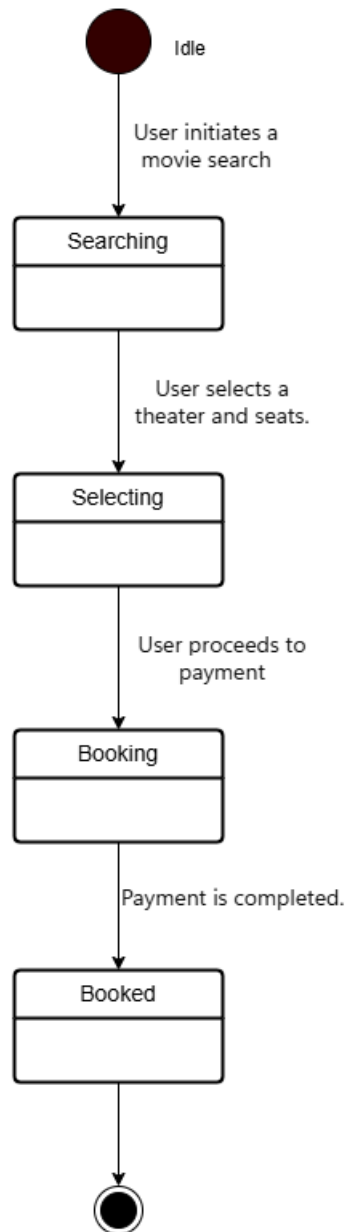 Idle
User initiates a
movie search
Searching
User selects a
theater and seats.
Selecting
User proceeds to
payment
Booking
Payment is completed.
Booked